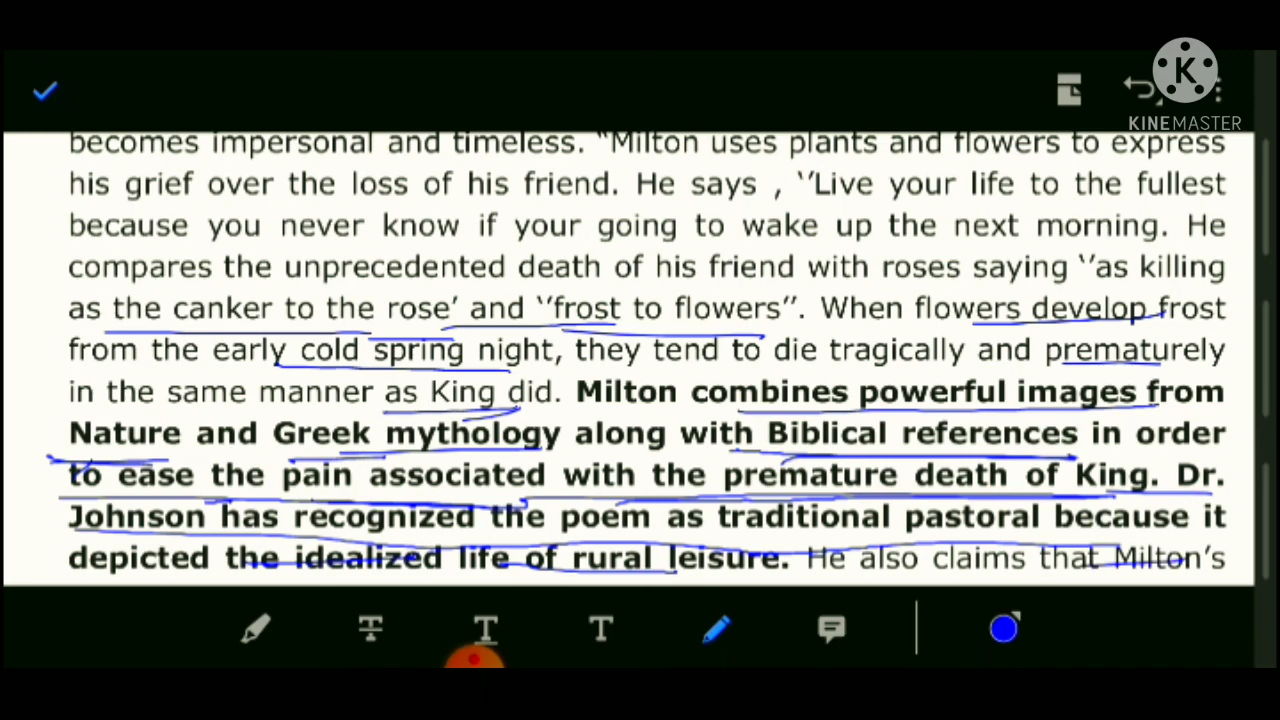 K
KINEMASTER
becomes impersonal and timeless. "Milton uses plants and flowers to express
his grief over the loss of his friend. He says , ‘’Live your life to the fullest
because you never know if your going to wake up the next morning. He
compares the unprecedented death of his friend with roses saying ‘’as killing
as the canker to the rose’ and ‘’frost to flowers’’. When flowers develop frost
from the early cold spring night, they tend to die tragically and prematurely
in the same manner as King did. Milton combines powerful images from
Nature and Greek mythology along with Biblical references in order
to ease the pain associated with the premature death of King. Dr.
Johnson has recognized the poem as traditional pastoral because it
depicted the idealized life of rural leisure. He also claims that Milton’s
T T T